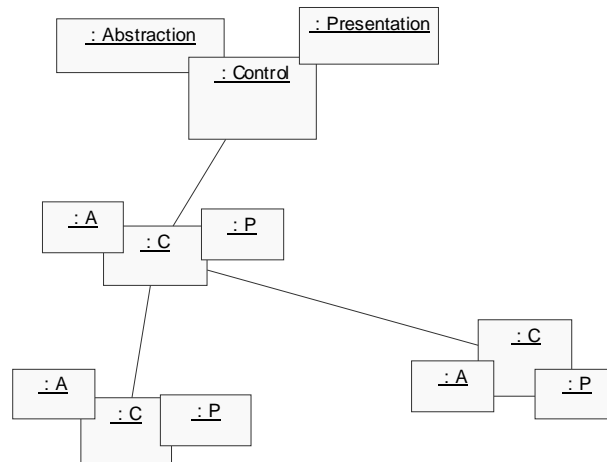 : Abstraction
: Presentation
: Control
: A
: C
: P
: C
: A
: P
: A
: C
: P